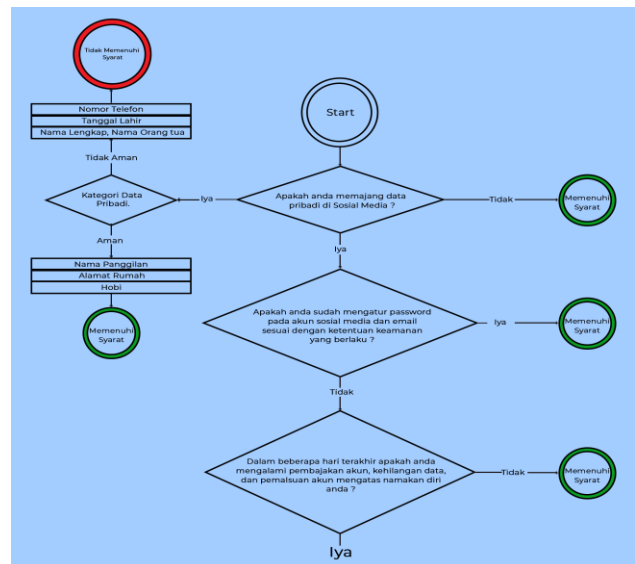 Tidak Memenuhi
Syarat
Nomor Telefon
Tanggal Lahir
Nama Lengkap, Nama Orang tua
Tidak Aman
Kategori Data
Pribadi.
Aman
Nama Panggilan
Alamat Rumah
Hobi
Memenuhi
Syarat
Start
Iya
Apakah anda memajang data
pribadi di Sosial Media ?
Tidak
Memenuhi
Syarat
Iya
Apakah anda sudah mengatur password
pada akun sosial media dan email
sesuai dengan ketentuan keamanan
yang berlaku ?
Iya
Memenuhi
Syarat
Tidak
Dalam beberapa hari terakhir apakah anda
mengalami pembajakan akun, kehilangan data,
dan pemalsuan akun mengatas namakan diri
anda ?
Tidak
Memenuhi
Syarat
Iya